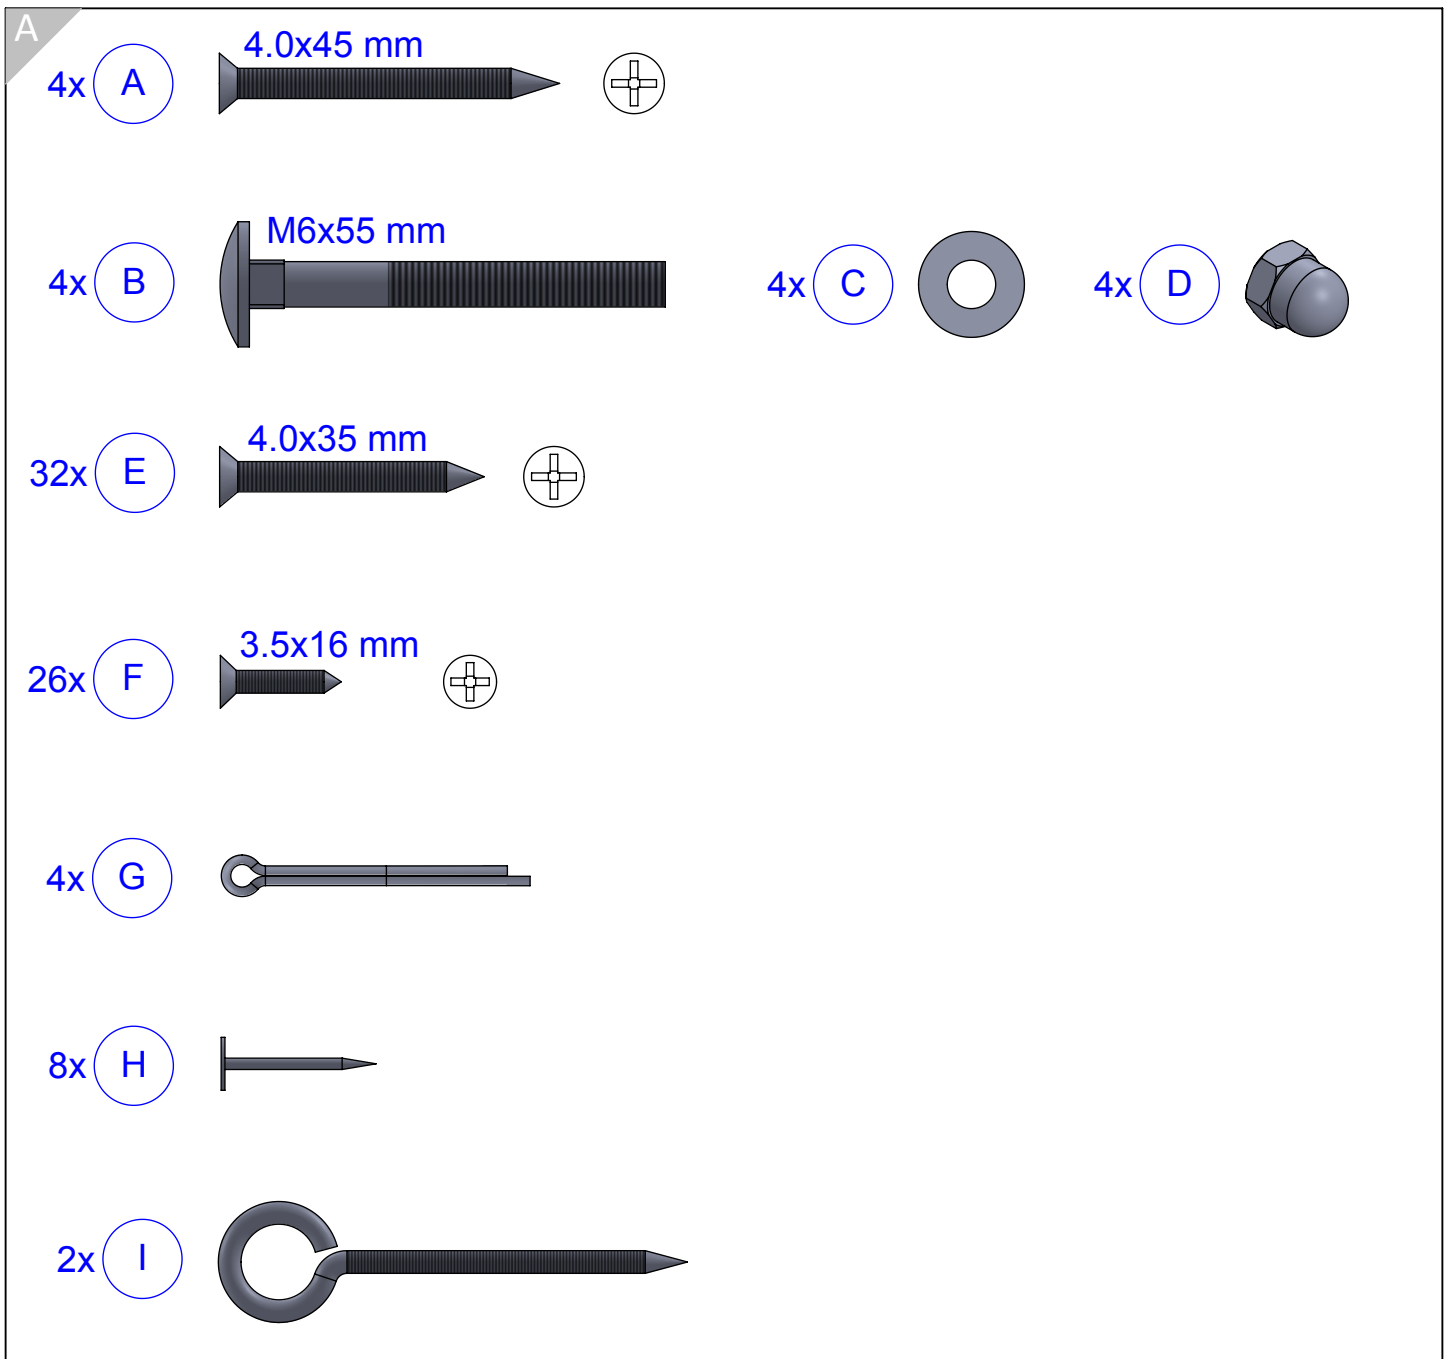 A
4.0x45 mm
4x A
M6x55 mm
4x B 4x C 4x D
4.0x35 mm
32x E
3.5x16 mm
26x F
4x G
8x H
2x I